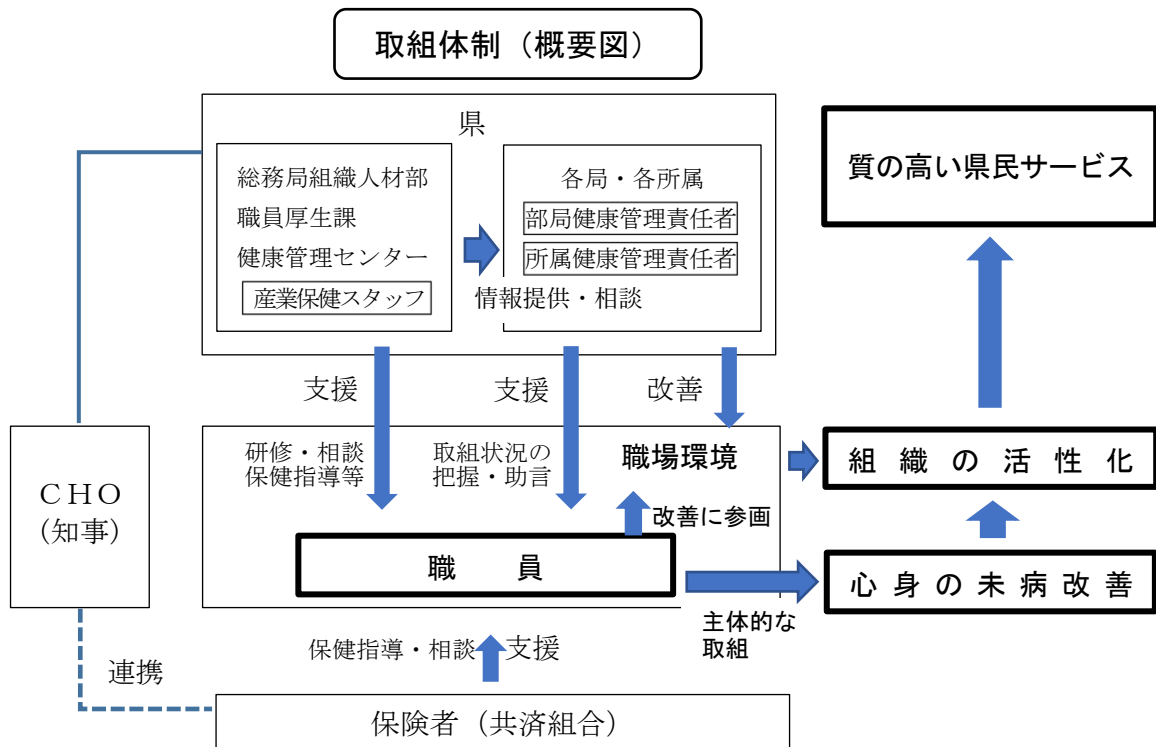 取組体制（概要図）
県
総務局組織人材部
職員厚生課
健康管理センター
産業保健スタッフ
各局・各所属
部局健康管理責任者
所属健康管理責任者
情報提供・相談
質の高い県民サービス
支援
支援
改善
研修・相談
保健指導等
取組状況の
把握・助言
職場環境
組織の活性化
ＣＨＯ
（知事）
改善に参画
職　員
心身の未病改善
主体的な
取組
保健指導・相談
支援
連携
保険者（共済組合）